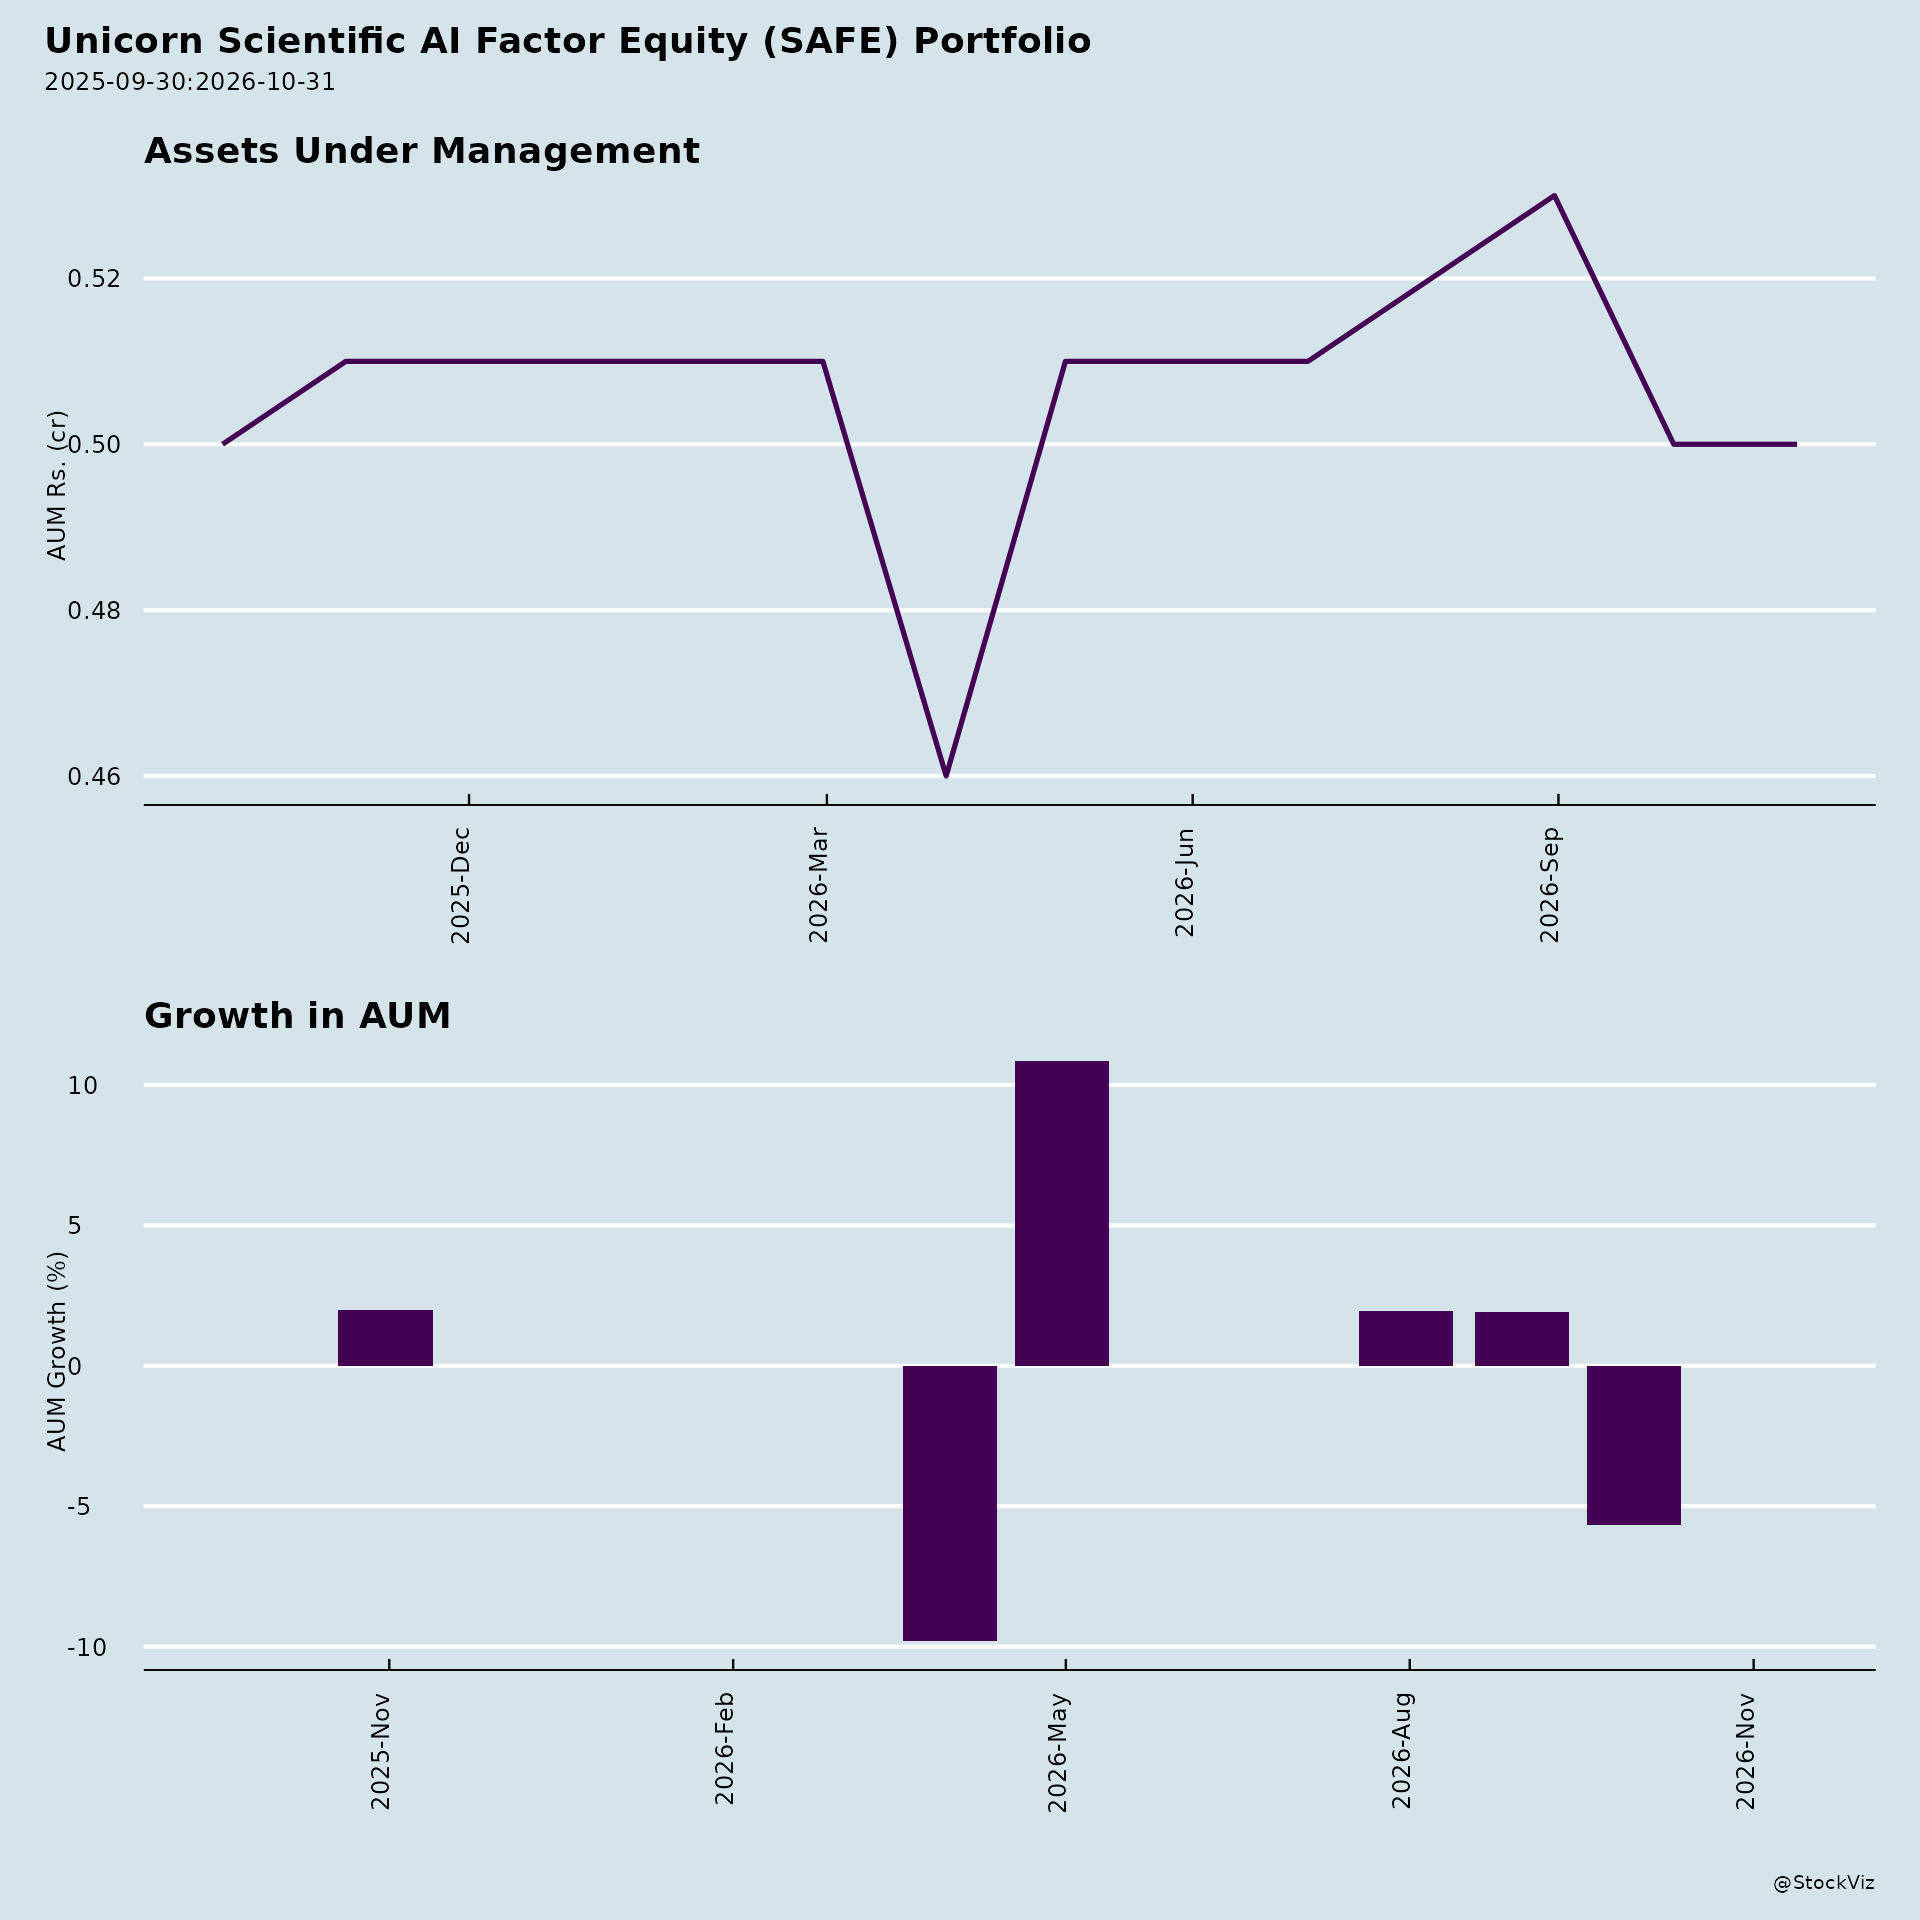 Unicorn Scientific AI Factor Equity (SAFE) Portfolio
2025-09-30:2026-10-31
Assets Under Management
AUM Rs. (cr)
0.52
0.50
0.48
0.46
2025-Dec
2026-Mar
2026-Jun
2026-Sep
Growth in AUM
AUM Growth (%)
10
5
0
-5
-10
2025-Nov
2026-Feb
2026-May
2026-Aug
2026-Nov
@StockViz